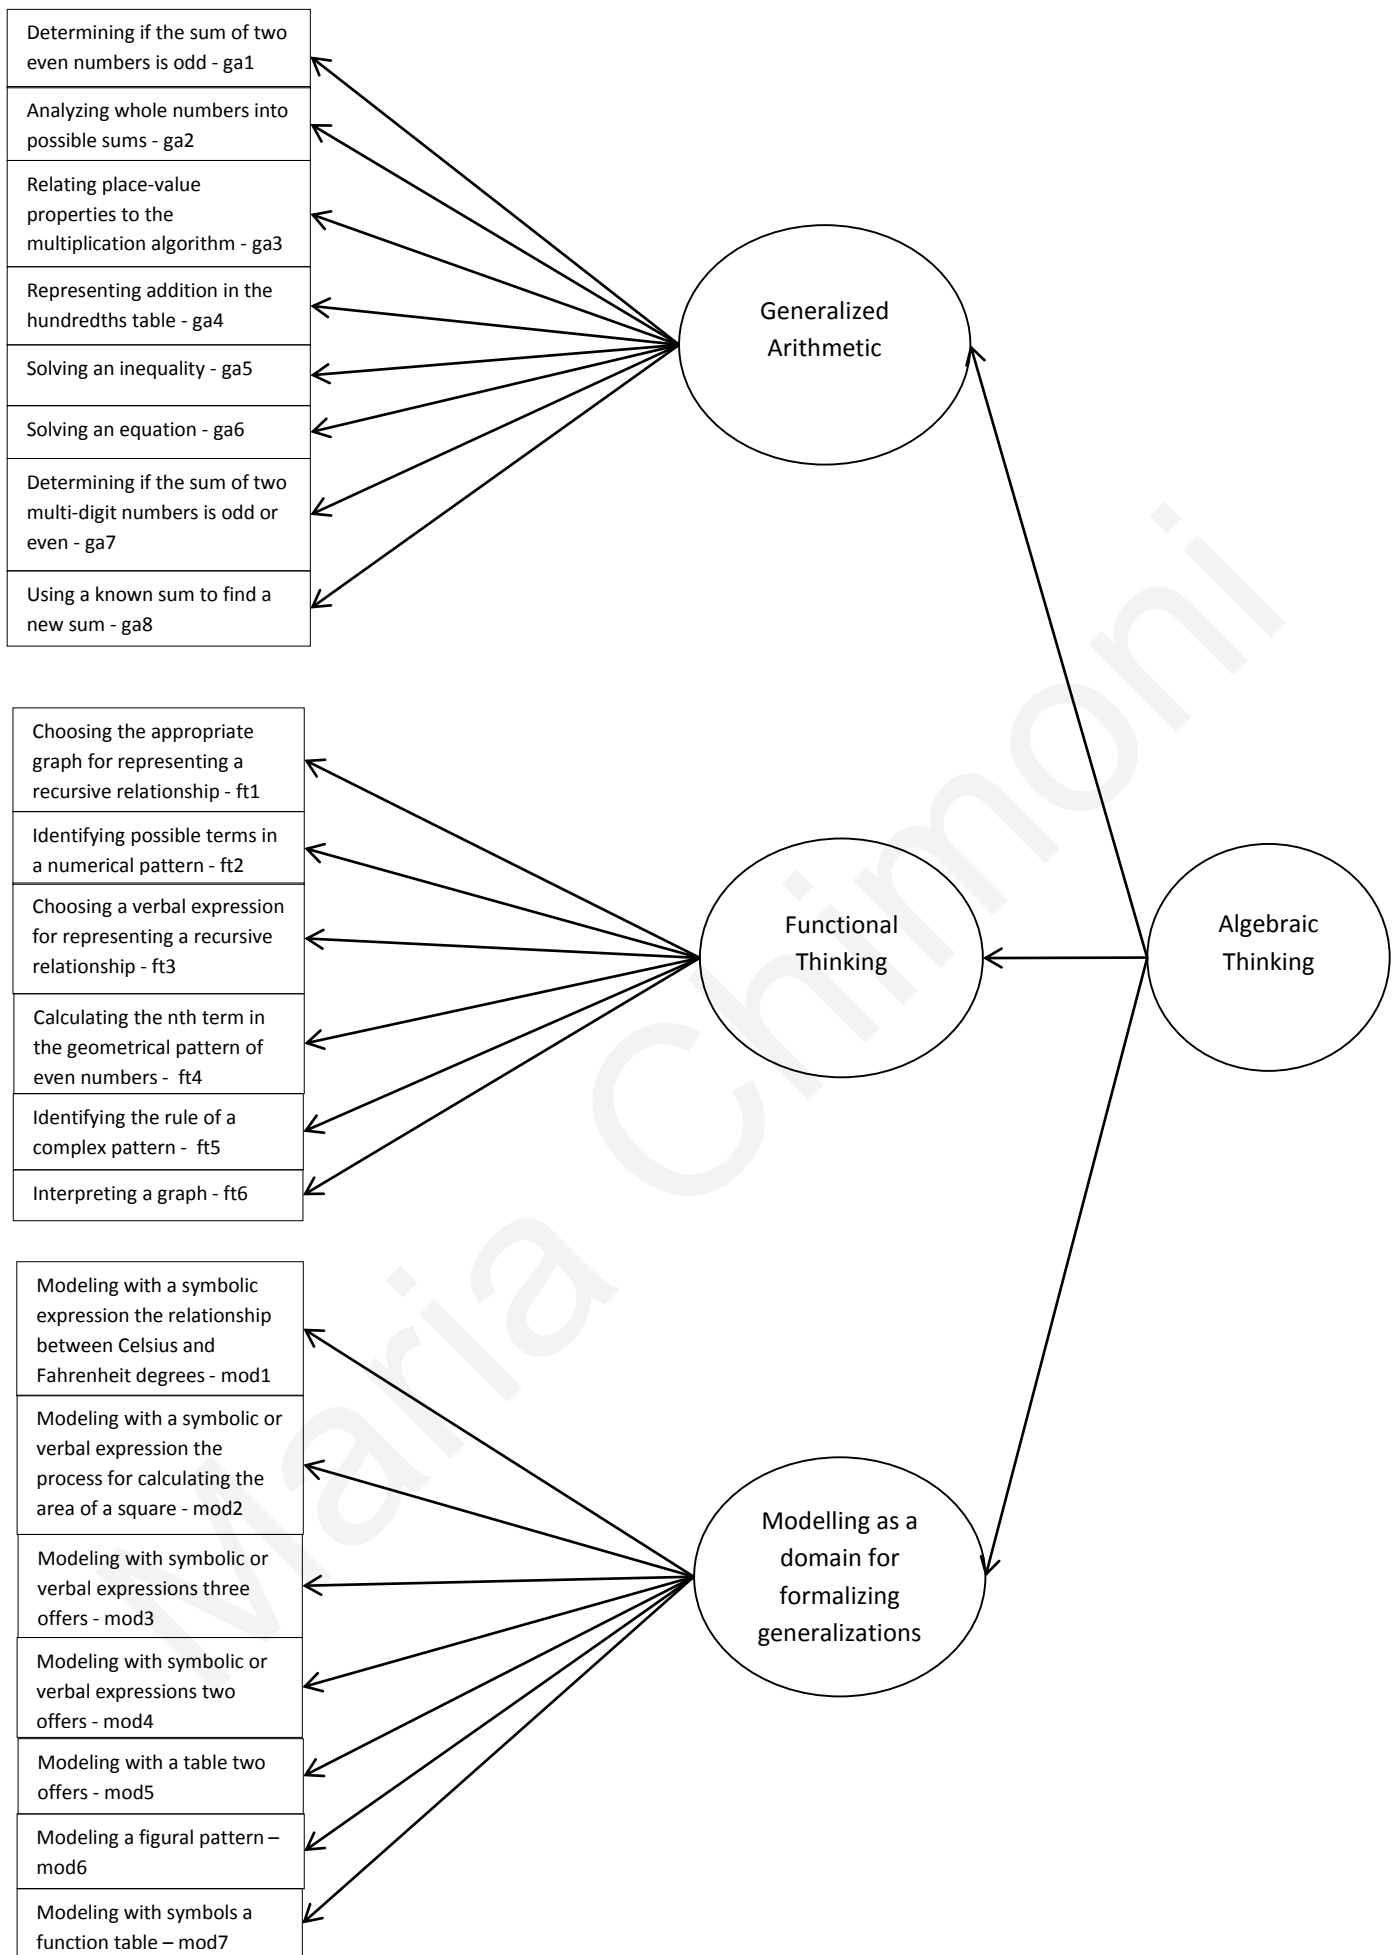 Determining if the sum of two
even numbers is odd - ga1
Analyzing whole numbers into
possible sums - ga2
Relating place-value
properties to the
multiplication algorithm - ga3
Representing addition in the
hundredths table - ga4
Solving an inequality - ga5
Solving an equation - ga6
Determining if the sum of two
multi-digit numbers is odd or
even - ga7
Using a known sum to find a
new sum - ga8
Generalized
Arithmetic
Choosing the appropriate
graph for representing a
recursive relationship - ft1
Identifying possible terms in
a numerical pattern - ft2
Choosing a verbal expression
for representing a recursive
relationship - ft3
Calculating the nth term in
the geometrical pattern of
even numbers - ft4
Identifying the rule of a
complex pattern - ft5
Interpreting a graph - ft6
Functional
Thinking
Algebraic
Thinking
Modeling with a symbolic
expression the relationship
between Celsius and
Fahrenheit degrees - mod1
Modeling with a symbolic or
verbal expression the
process for calculating the
area of a square - mod2
Modeling with symbolic or
verbal expressions three
offers - mod3
Modeling with symbolic or
verbal expressions two
offers - mod4
Modeling with a table two
offers - mod5
Modeling a figural pattern –
mod6
Modeling with symbols a
function table – mod7
Modelling as a
domain for
formalizing
generalizations
Maria Chimoni